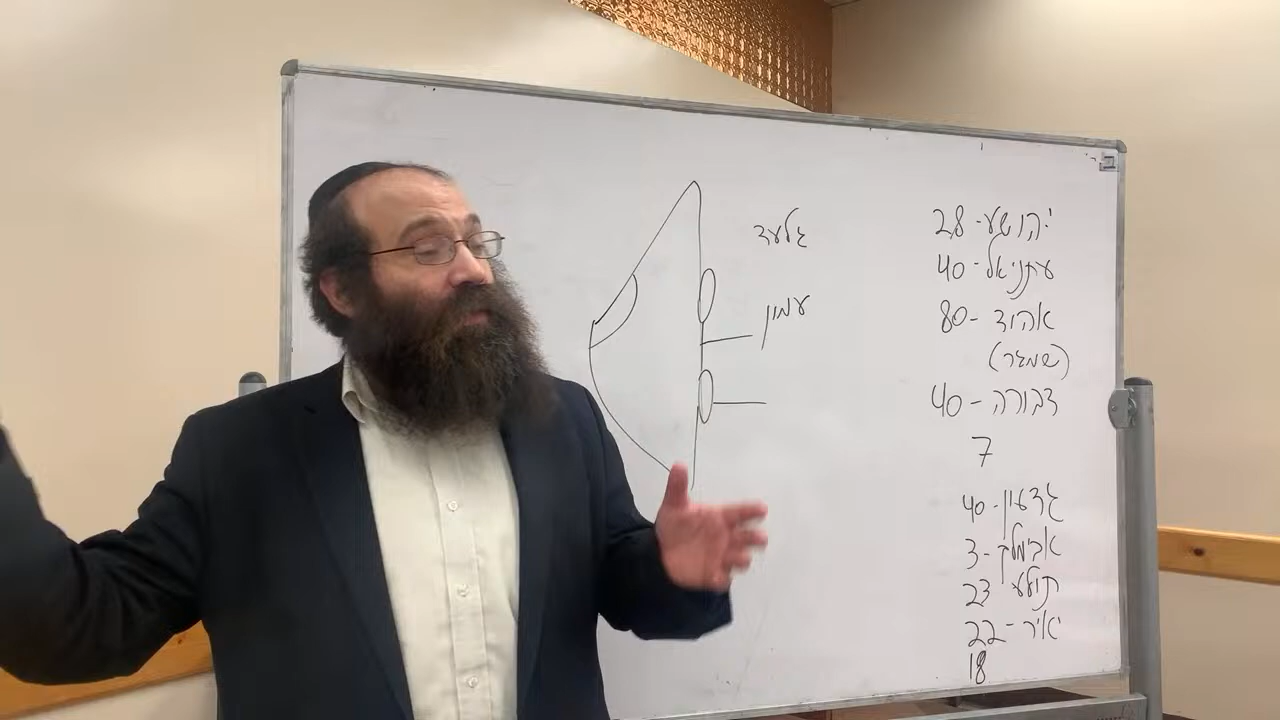 יהושע - 28
עתניאל - 40
אהוד - 80
(שמגר)
דבורה - 40
7
גדעון - 40
אבימלך - 3
תולע 23
יאיר - 22
18
גלעד
עמון